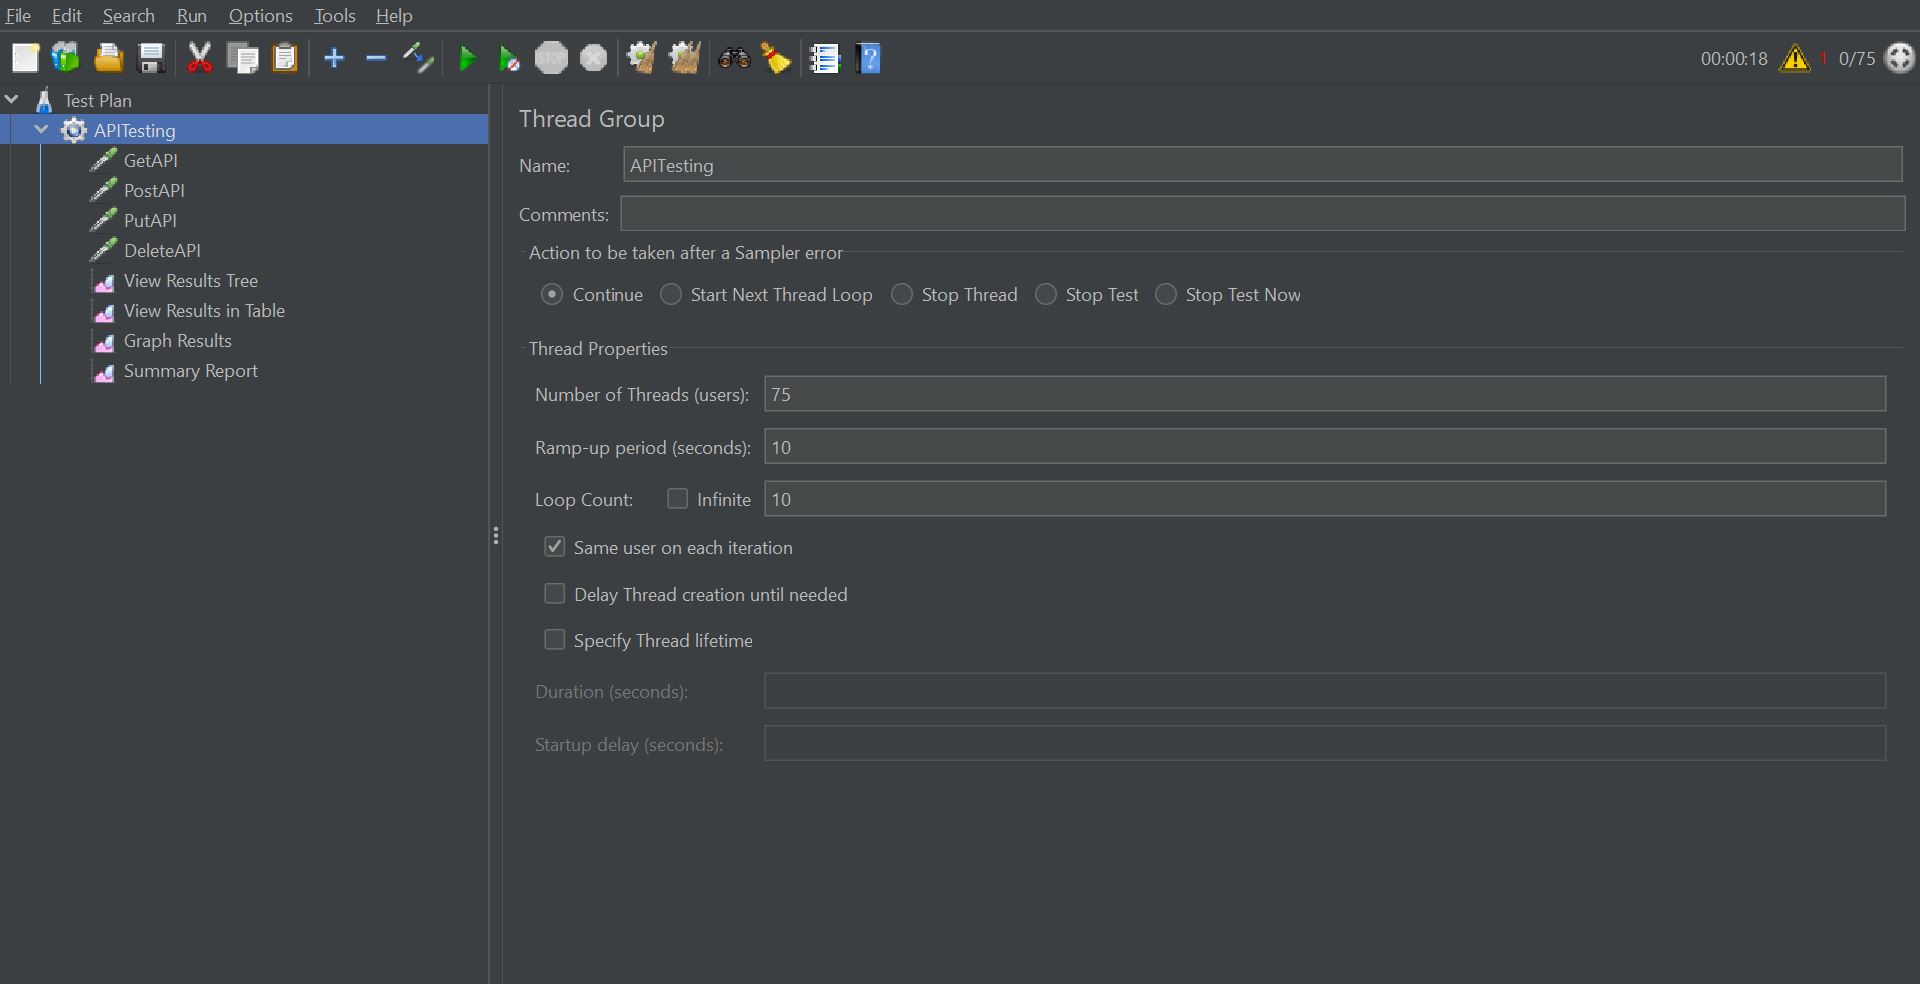 File Edit Search Run Options Tools Help
STOP
00:00:18 1 0/75
Test Plan
APITesting
GetAPI
PostAPI
PutAPI
DeleteAPI
View Results Tree
View Results in Table
Graph Results
Summary Report
Thread Group
Name: APITesting
Comments:
Action to be taken after a Sampler error
Continue Start Next Thread Loop Stop Thread Stop Test Stop Test Now
Thread Properties
Number of Threads (users): 75
Ramp-up period (seconds): 10
Loop Count: Infinite 10
Same user on each iteration
Delay Thread creation until needed
Specify Thread lifetime
Duration (seconds):
Startup delay (seconds):